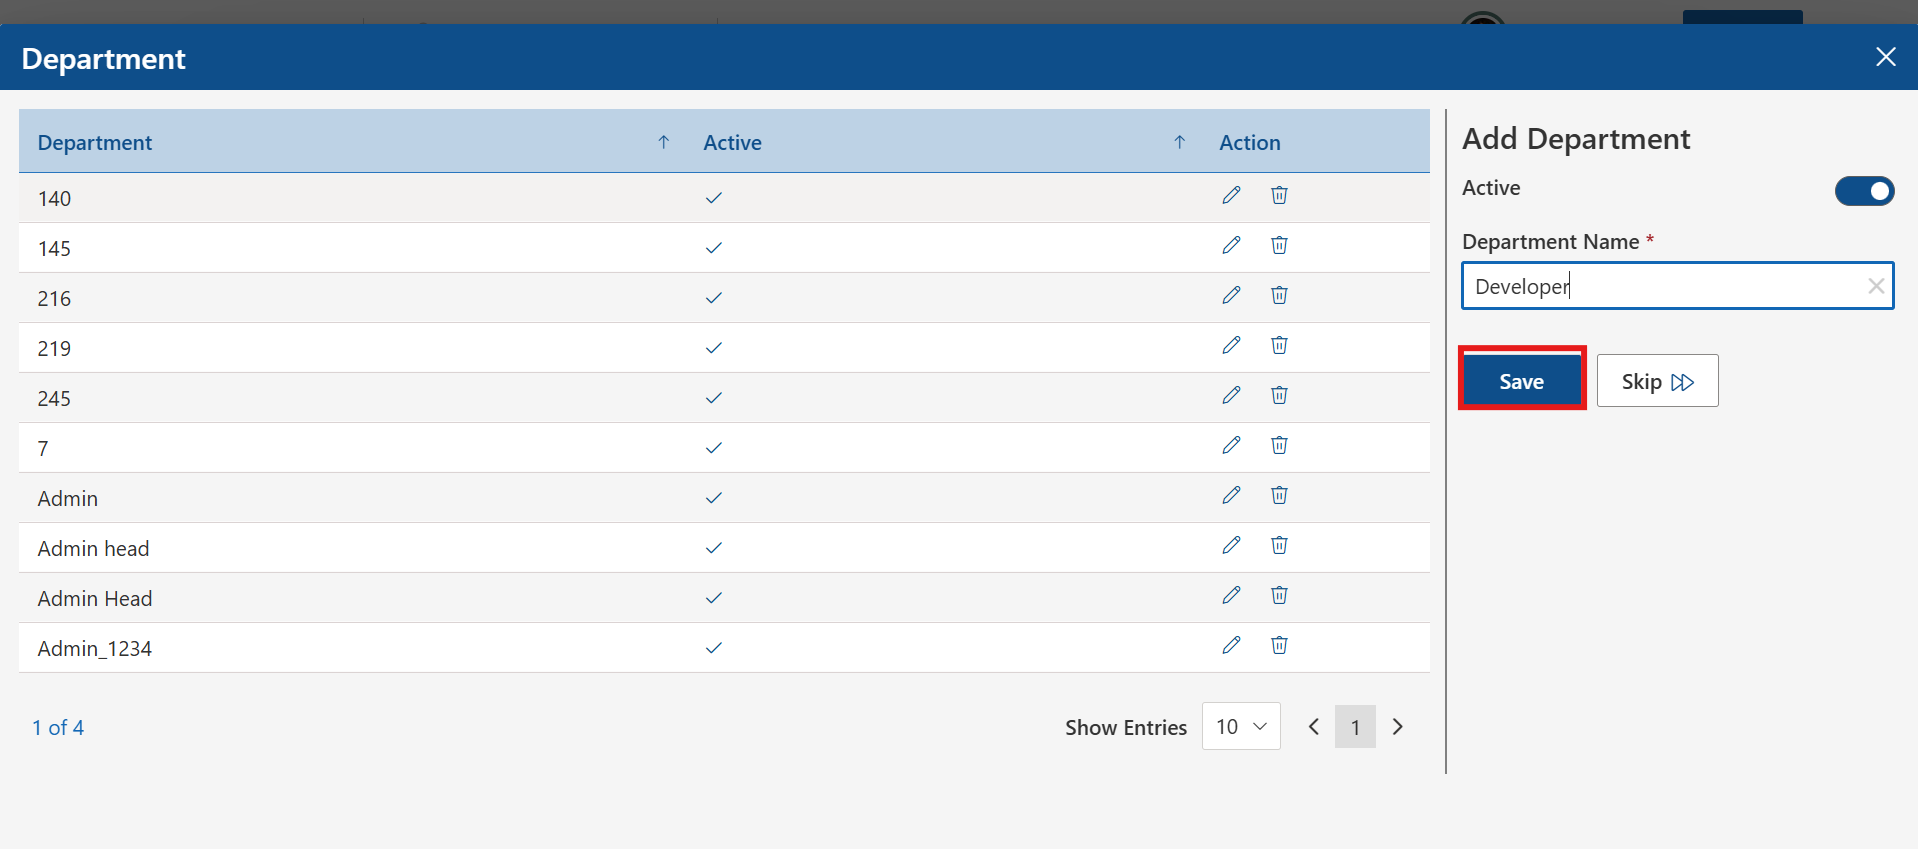 Department
Department Active Action
140
145
216
219
245
7
Admin
Admin head
Admin Head
Admin_1234
1 of 4 Show Entries 10 1
Add Department
Active
Department Name *
Developer
Save Skip